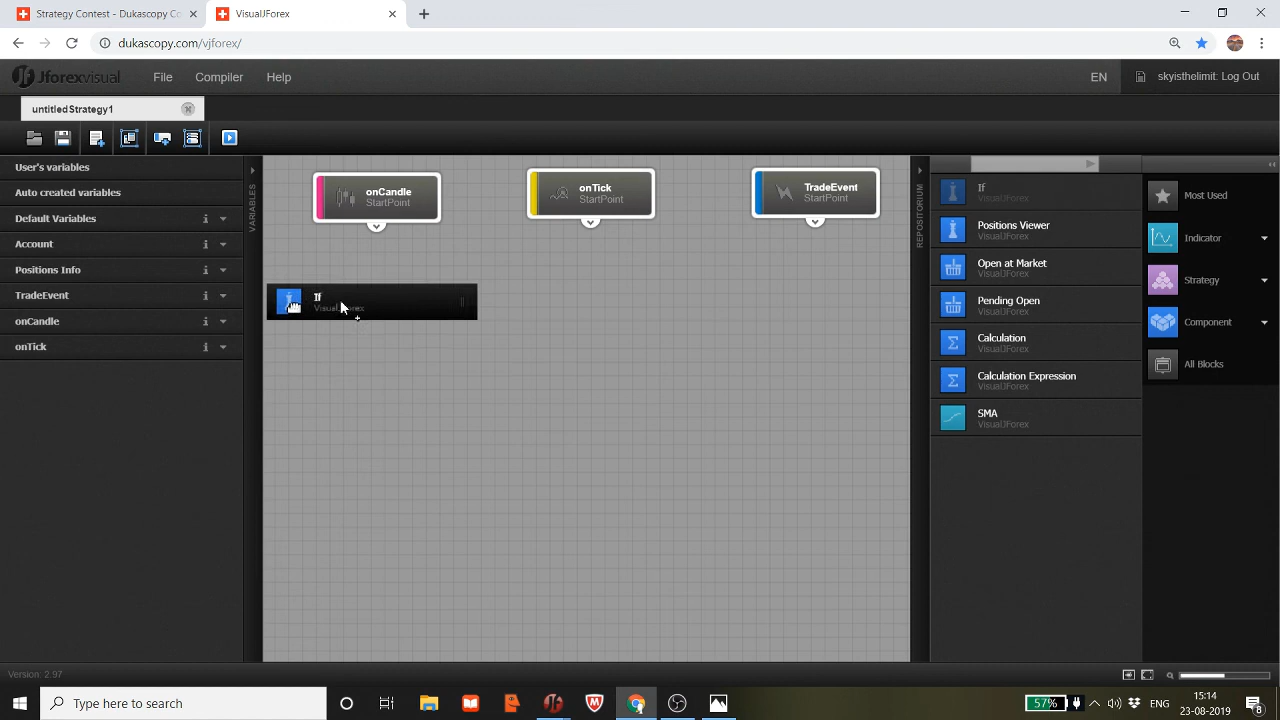 Strategy Contest - Dukascopy Co
VisualJForex
dukascopy.com/vjforex/
Jforexvisual
File
Compiler
Help
EN
skyisthelimit: Log Out
untitledStrategy1
User's variables
Auto created variables
Default Variables
Account
Positions Info
TradeEvent
onCandle
onTick
VARIABLES
onCandle
StartPoint
onTick
StartPoint
TradeEvent
StartPoint
If
VisualJForex
REPOSITORIUM
If
VisualJForex
Positions Viewer
VisualJForex
Open at Market
VisualJForex
Pending Open
VisualJForex
Calculation
VisualJForex
Calculation Expression
VisualJForex
SMA
VisualJForex
Most Used
Indicator
Strategy
Component
All Blocks
Version: 2.97
Type here to search
57%
ENG
15:14
23-08-2019
8